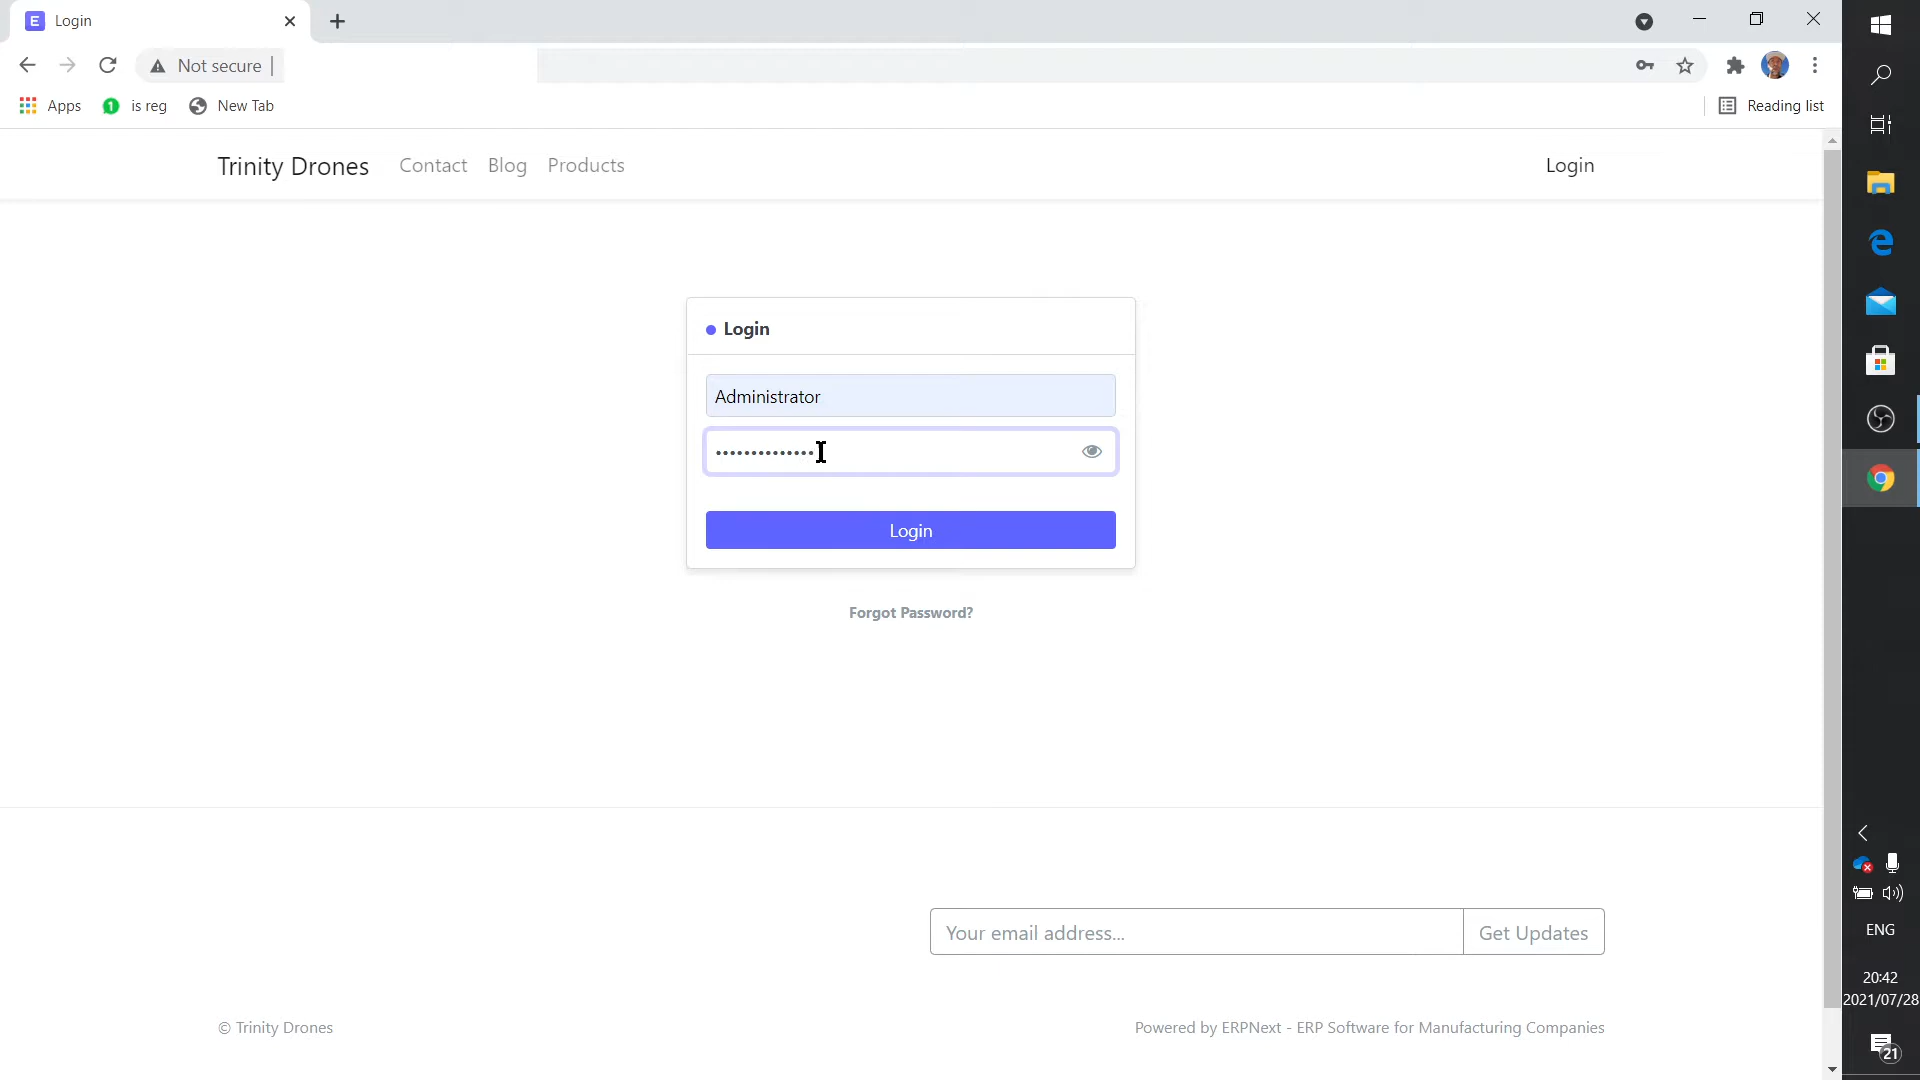 E Login
Not secure
Apps
1 is reg
New Tab
Reading list
Trinity Drones
Contact
Blog
Products
Login
Login
Administrator
••••••••••••••
Login
Forgot Password?
Your email address...
Get Updates
© Trinity Drones
Powered by ERPNext - ERP Software for Manufacturing Companies
ENG
20:42
2021/07/28
21